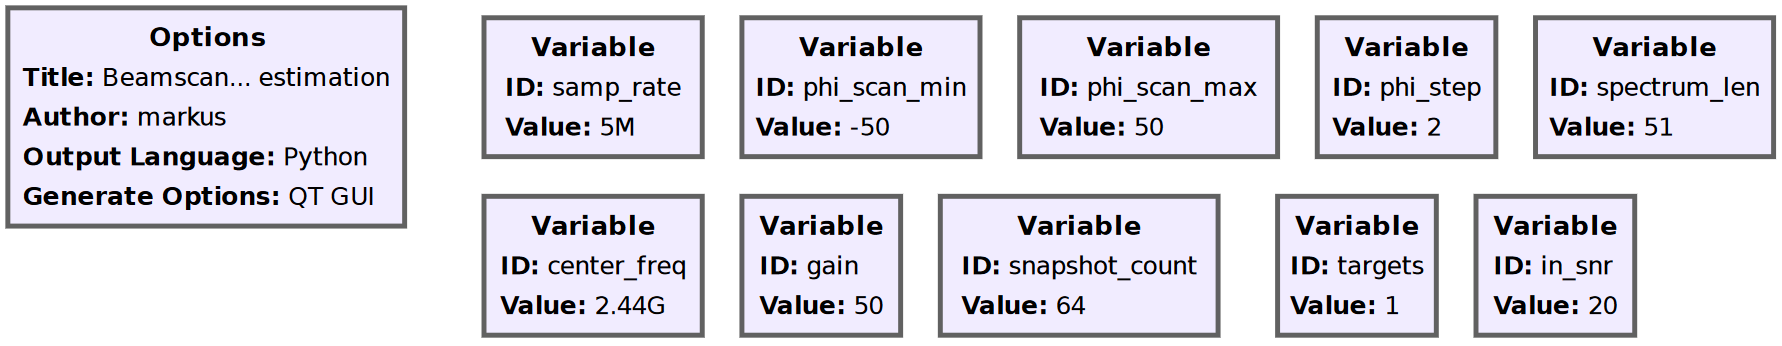 Options
Title: Beamscan... estimation
Author: markus
Output Language: Python
Generate Options: QT GUI
Variable
ID: samp_rate
Value: 5M
Variable
ID: phi_scan_min
Value: -50
Variable
ID: phi_scan_max
Value: 50
Variable
ID: phi_step
Value: 2
Variable
ID: spectrum_len
Value: 51
Variable
ID: center_freq
Value: 2.44G
Variable
ID: gain
Value: 50
Variable
ID: snapshot_count
Value: 64
Variable
ID: targets
Value: 1
Variable
ID: in_snr
Value: 20